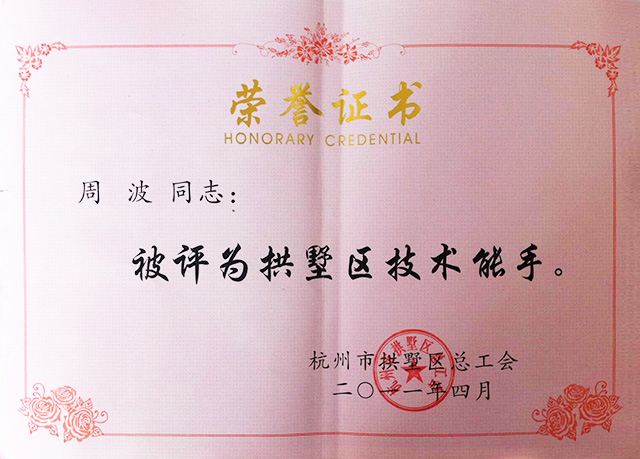 荣誉证书
HONORARY CREDENTIAL
周 波 同志：
被评为拱墅区技术能手。
杭州市拱墅区总工会
二〇一一年四月